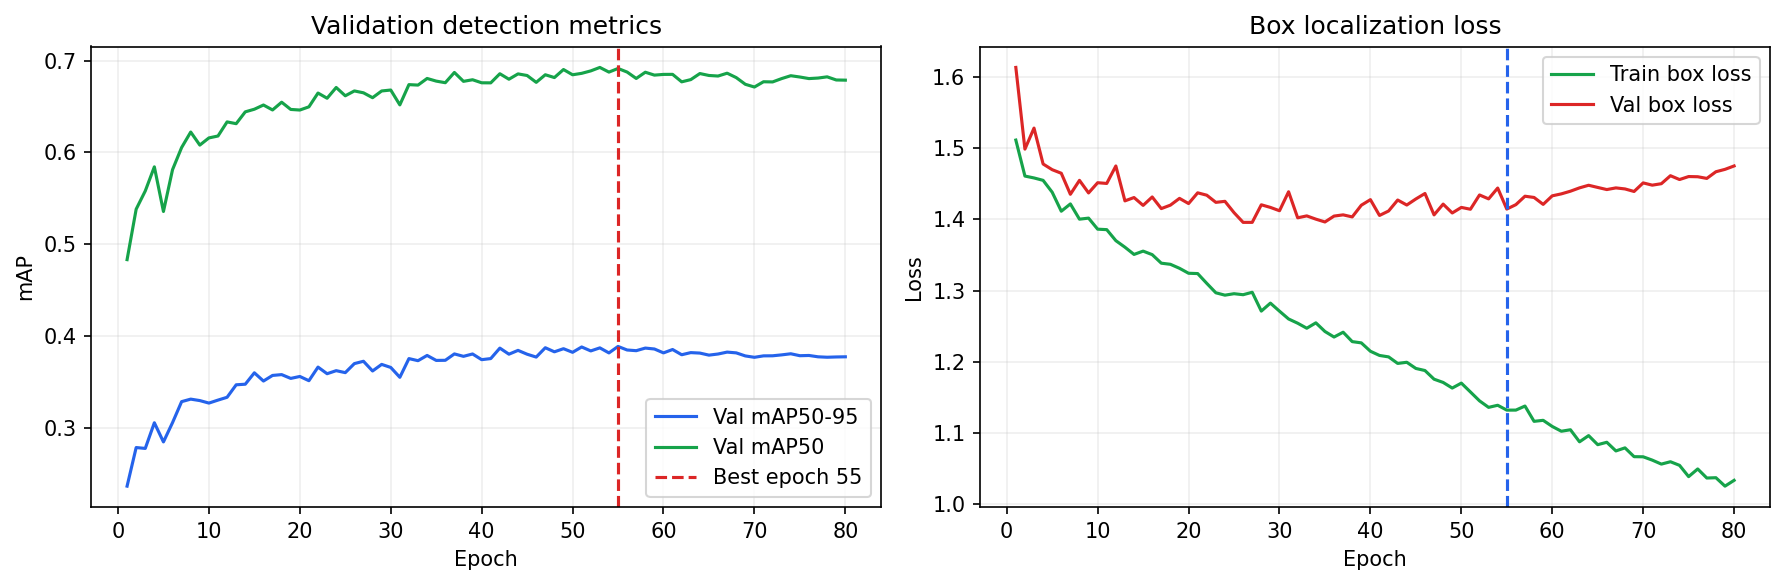 Validation detection metrics
mAP
0.7
0.6
0.5
0.4
0.3
Val mAP50-95
Val mAP50
Best epoch 55
0 10 20 30 40 50 60 70 80
Epoch
Box localization loss
Loss
1.6
1.5
1.4
1.3
1.2
1.1
1.0
Train box loss
Val box loss
0 10 20 30 40 50 60 70 80
Epoch